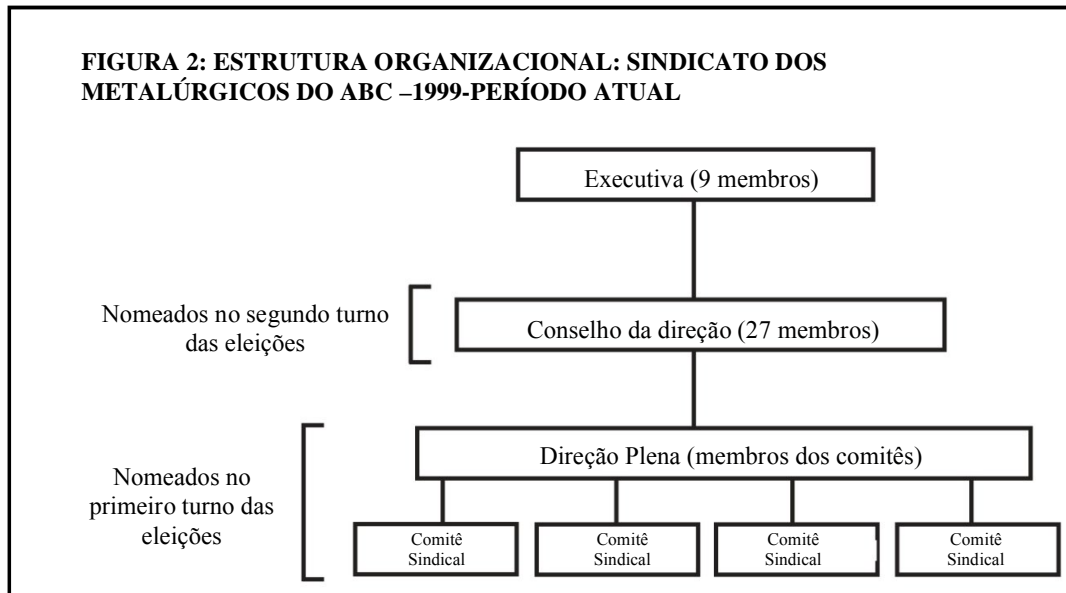 FIGURA 2: ESTRUTURA ORGANIZACIONAL: SINDICATO DOS
METALÚRGICOS DO ABC –1999-PERÍODO ATUAL
Executiva (9 membros)
Nomeados no segundo turno
das eleições
Conselho da direção (27 membros)
Direção Plena (membros dos comitês)
Nomeados no
primeiro turno das
eleições
Comitê
Sindical
Comitê
Sindical
Comitê
Sindical
Comitê
Sindical